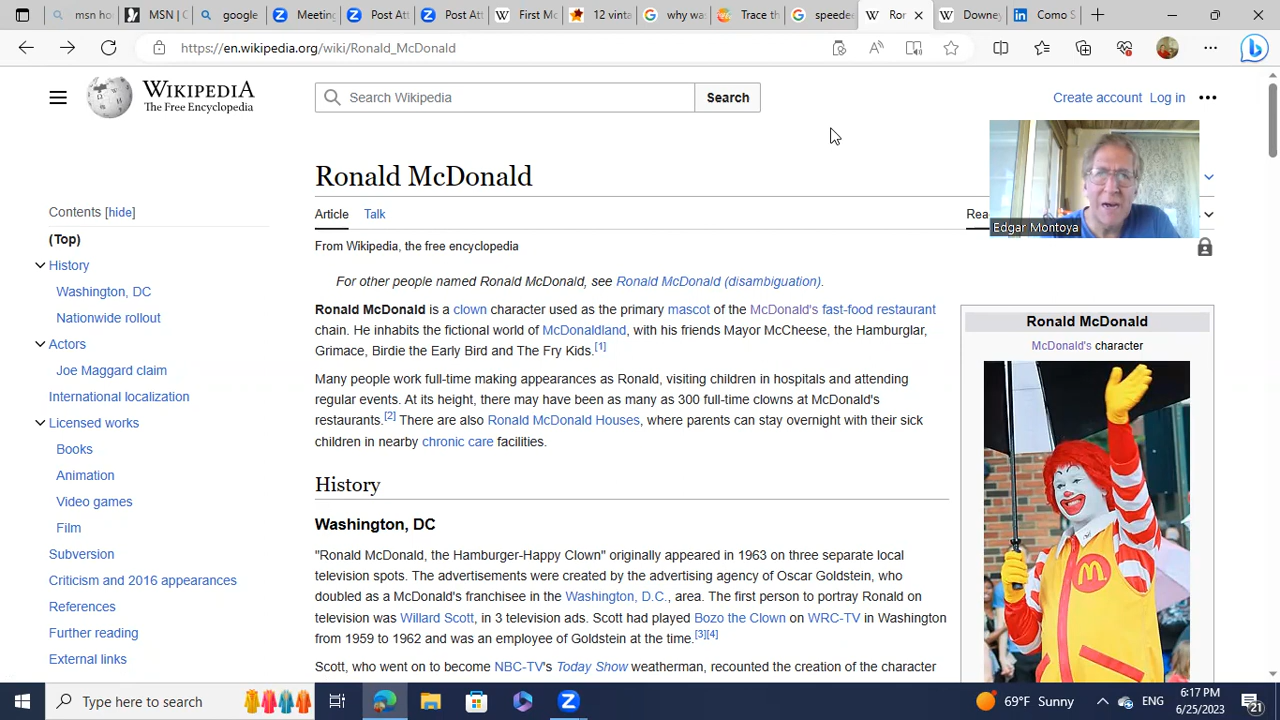 msn ho
MSN | C
google
Meeting
Post Att
Post Att
First Mc
12 vinta
why wa
Trace th
speedee
Ror
Downey
Como S
https://en.wikipedia.org/wiki/Ronald_McDonald
WIKIPEDIA
The Free Encyclopedia
Search Wikipedia
Search
Create account Log in
Ronald McDonald
Edgar Montoya
Contents [hide]
Article Talk
Rea
(Top)
From Wikipedia, the free encyclopedia
History
For other people named Ronald McDonald, see Ronald McDonald (disambiguation).
Washington, DC
Nationwide rollout
Actors
Joe Maggard claim
International localization
Licensed works
Books
Animation
Video games
Film
Subversion
Criticism and 2016 appearances
References
Further reading
External links
Ronald McDonald is a clown character used as the primary mascot of the McDonald's fast-food restaurant
chain. He inhabits the fictional world of McDonaldland, with his friends Mayor McCheese, the Hamburglar,
Grimace, Birdie the Early Bird and The Fry Kids.[1]
Many people work full-time making appearances as Ronald, visiting children in hospitals and attending
regular events. At its height, there may have been as many as 300 full-time clowns at McDonald's
restaurants.[2] There are also Ronald McDonald Houses, where parents can stay overnight with their sick
children in nearby chronic care facilities.
History
Washington, DC
"Ronald McDonald, the Hamburger-Happy Clown" originally appeared in 1963 on three separate local
television spots. The advertisements were created by the advertising agency of Oscar Goldstein, who
doubled as a McDonald's franchisee in the Washington, D.C., area. The first person to portray Ronald on
television was Willard Scott, in 3 television ads. Scott had played Bozo the Clown on WRC-TV in Washington
from 1959 to 1962 and was an employee of Goldstein at the time.[3][4]
Scott, who went on to become NBC-TV's Today Show weatherman, recounted the creation of the character
Ronald McDonald
McDonald's character
Type here to search
69°F Sunny
ENG
6:17 PM
6/25/2023
21